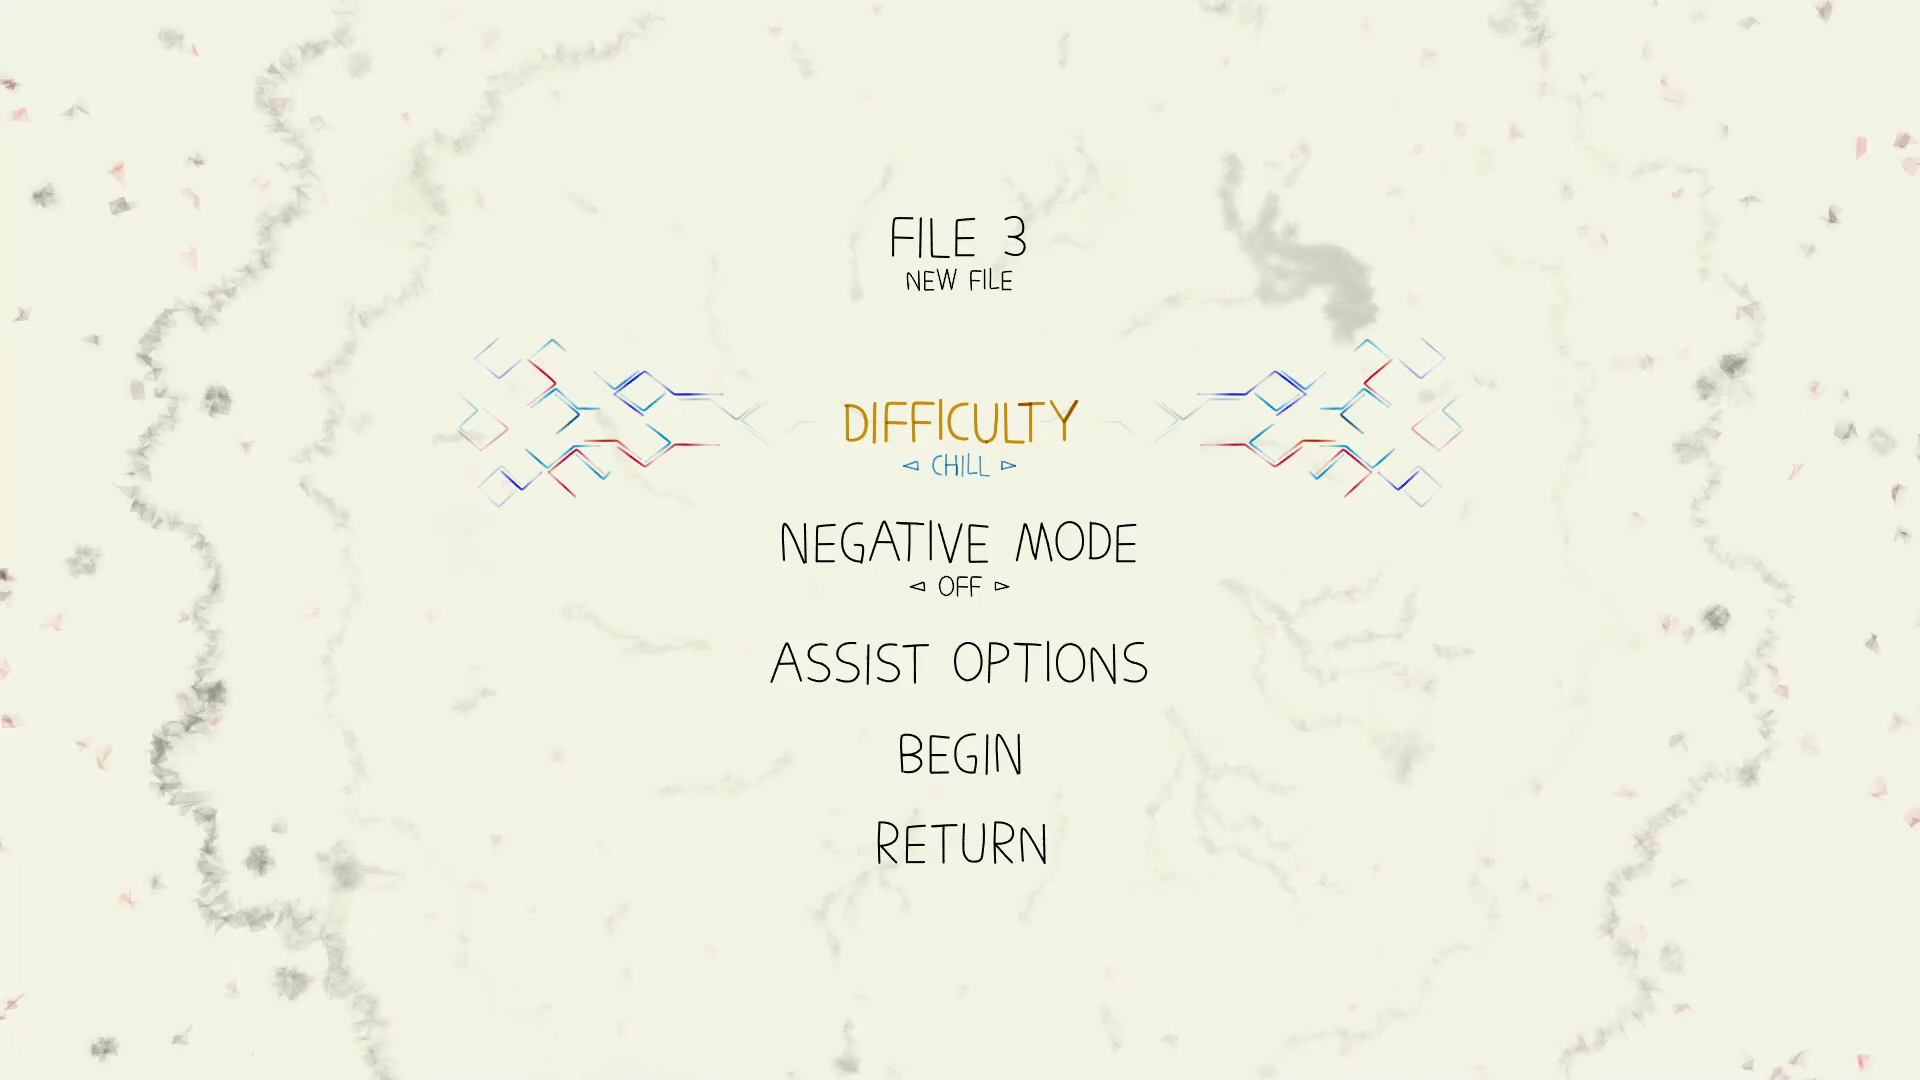 FILE 3
NEW FILE
DIFFICULTY
CHILL
NEGATIVE MODE
OFF
ASSIST OPTIONS
BEGIN
RETURN